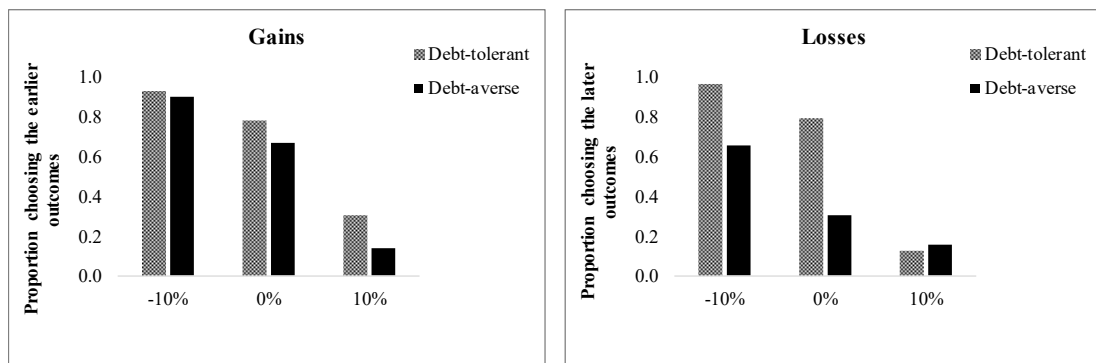 Gains
Debt-tolerant
Debt-averse
Proportion choosing the earlier
outcomes
1.0
0.8
0.6
0.4
0.2
0.0
-10%
0%
10%
Losses
Debt-tolerant
Debt-averse
Proportion choosing the later
outcomes
1.0
0.8
0.6
0.4
0.2
0.0
-10%
0%
10%